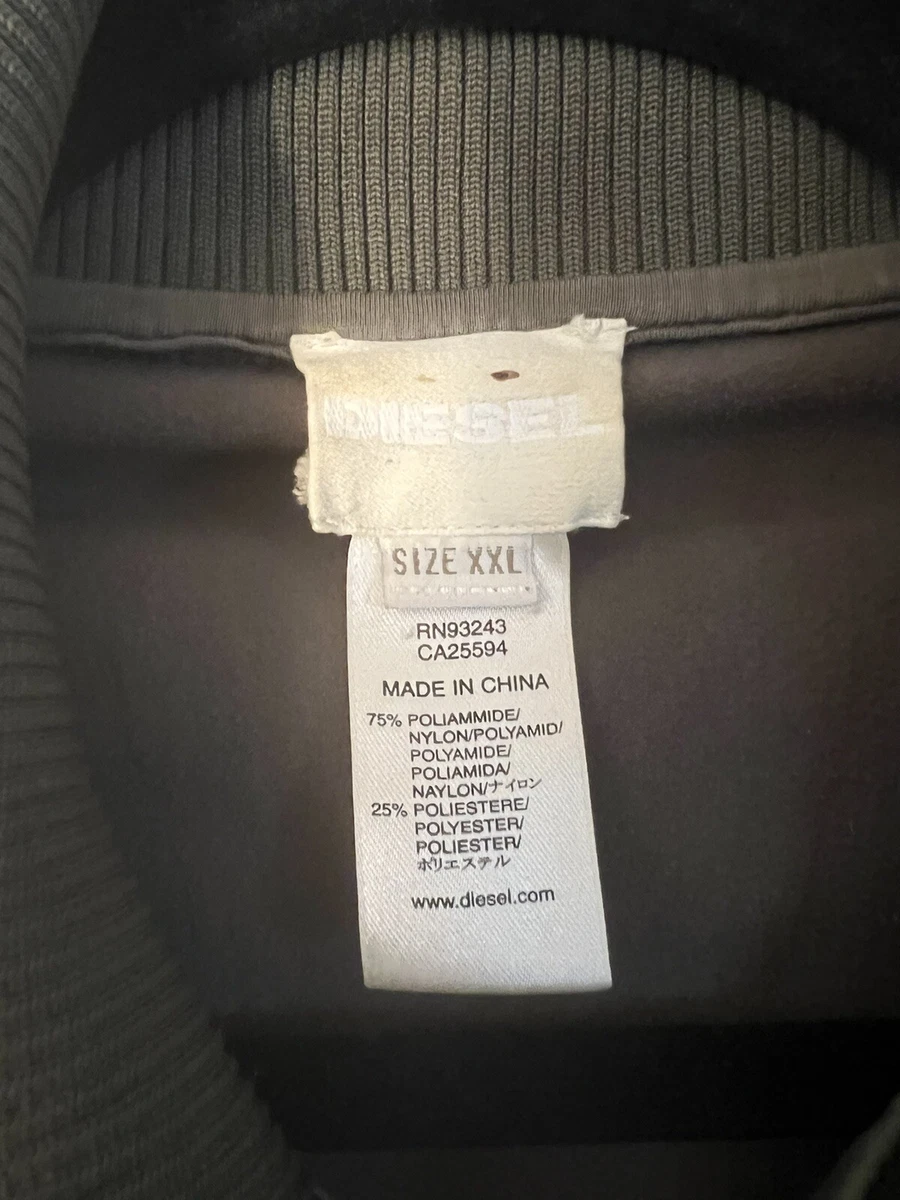 DIESEL
SIZE XXL
RN93243
CA25594
MADE IN CHINA
75% POLIAMMIDE/
NYLON/POLYAMID/
POLYAMIDE/
POLIAMIDA/
NAYLON/ナイロン
25% POLIESTERE/
POLYESTER/
POLIESTER/
ポリエステル
www.diesel.com